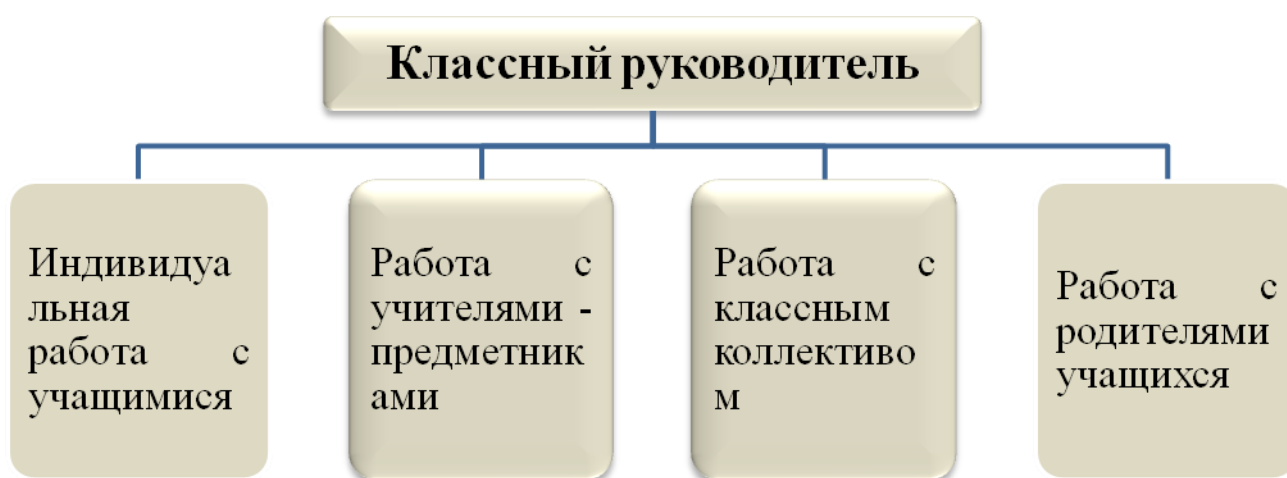 Классный руководитель
Индивидуа
льная
работа с
учащимися
Работа с
учителями -
предметник
ами
Работа с
классным
коллективо
м
Работа с
родителями
учащихся